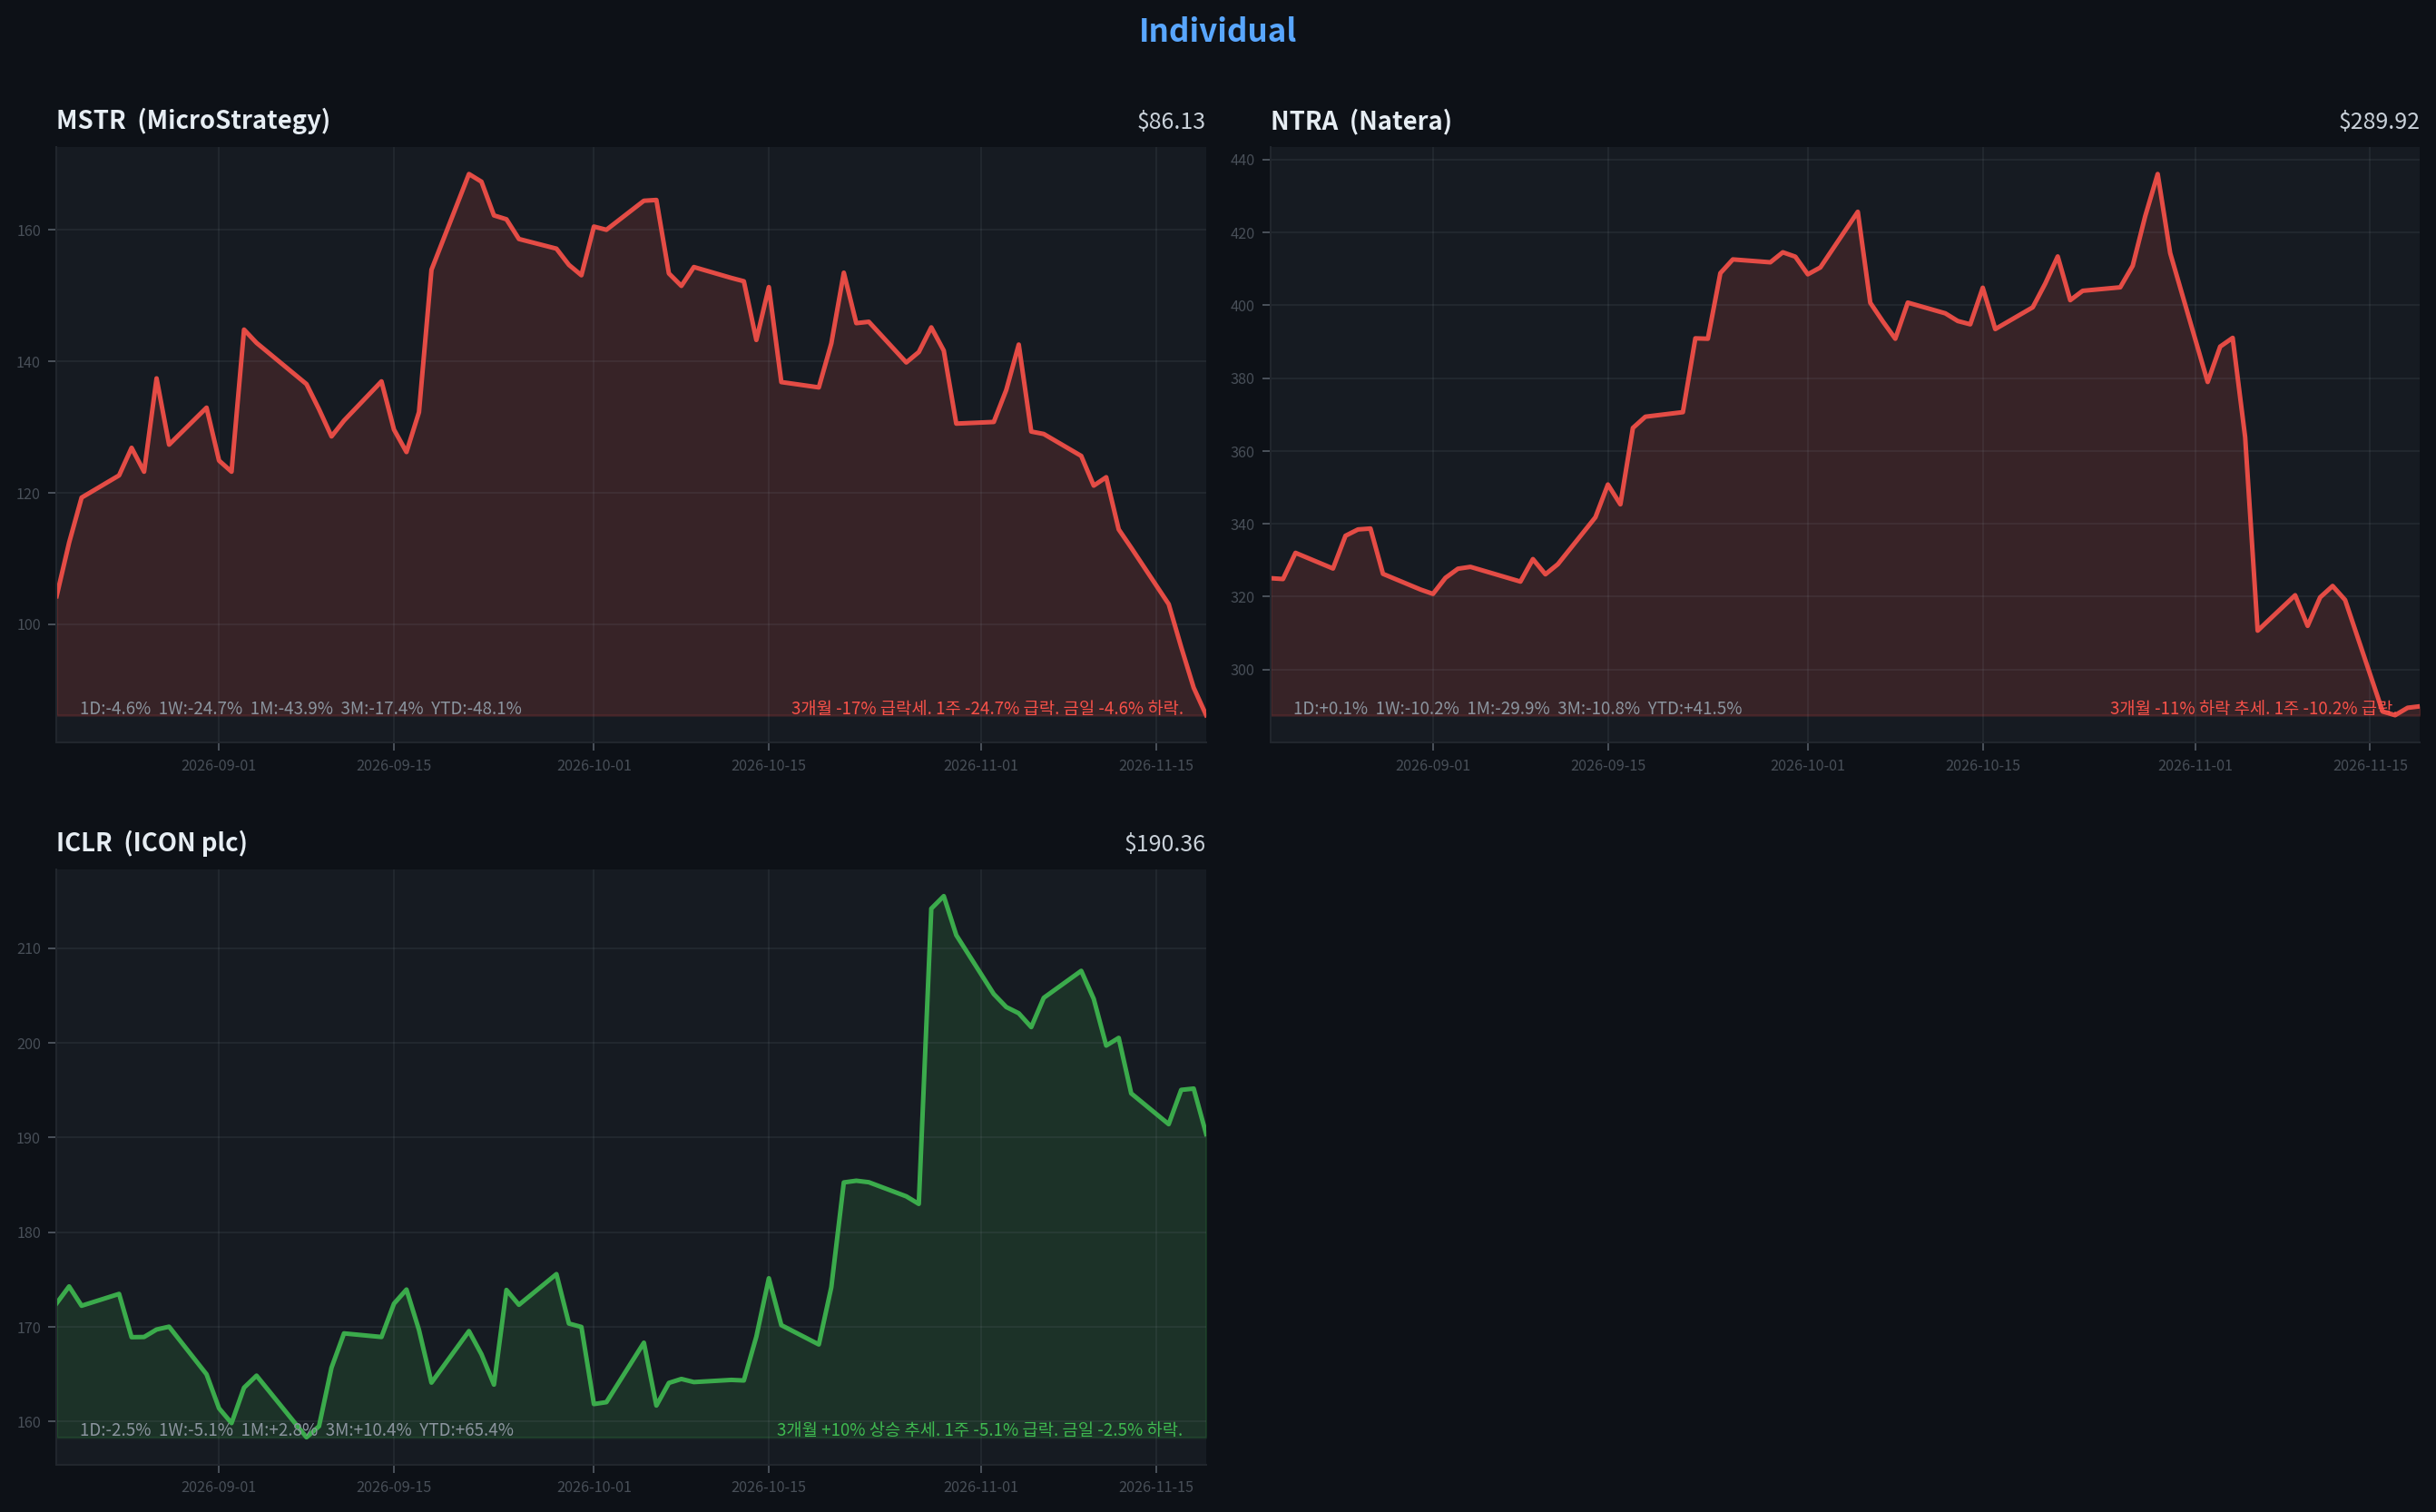 Individual
MSTR (MicroStrategy)
$86.13
160
140
120
100
1D:-4.6% 1W:-24.7% 1M:-43.9% 3M:-17.4% YTD:-48.1%
3개월 -17% 급락세. 1주 -24.7% 급락. 금일 -4.6% 하락.
2026-09-01 2026-09-15 2026-10-01 2026-10-15 2026-11-01 2026-11-15
NTRA (Natera)
$289.92
440
420
400
380
360
340
320
300
1D:+0.1% 1W:-10.2% 1M:-29.9% 3M:-10.8% YTD:+41.5%
3개월 -11% 하락 추세. 1주 -10.2% 급락.
2026-09-01 2026-09-15 2026-10-01 2026-10-15 2026-11-01 2026-11-15
ICLR (ICON plc)
$190.36
210
200
190
180
170
160
1D:-2.5% 1W:-5.1% 1M:+2.8% 3M:+10.4% YTD:+65.4%
3개월 +10% 상승 추세. 1주 -5.1% 급락. 금일 -2.5% 하락.
2026-09-01 2026-09-15 2026-10-01 2026-10-15 2026-11-01 2026-11-15